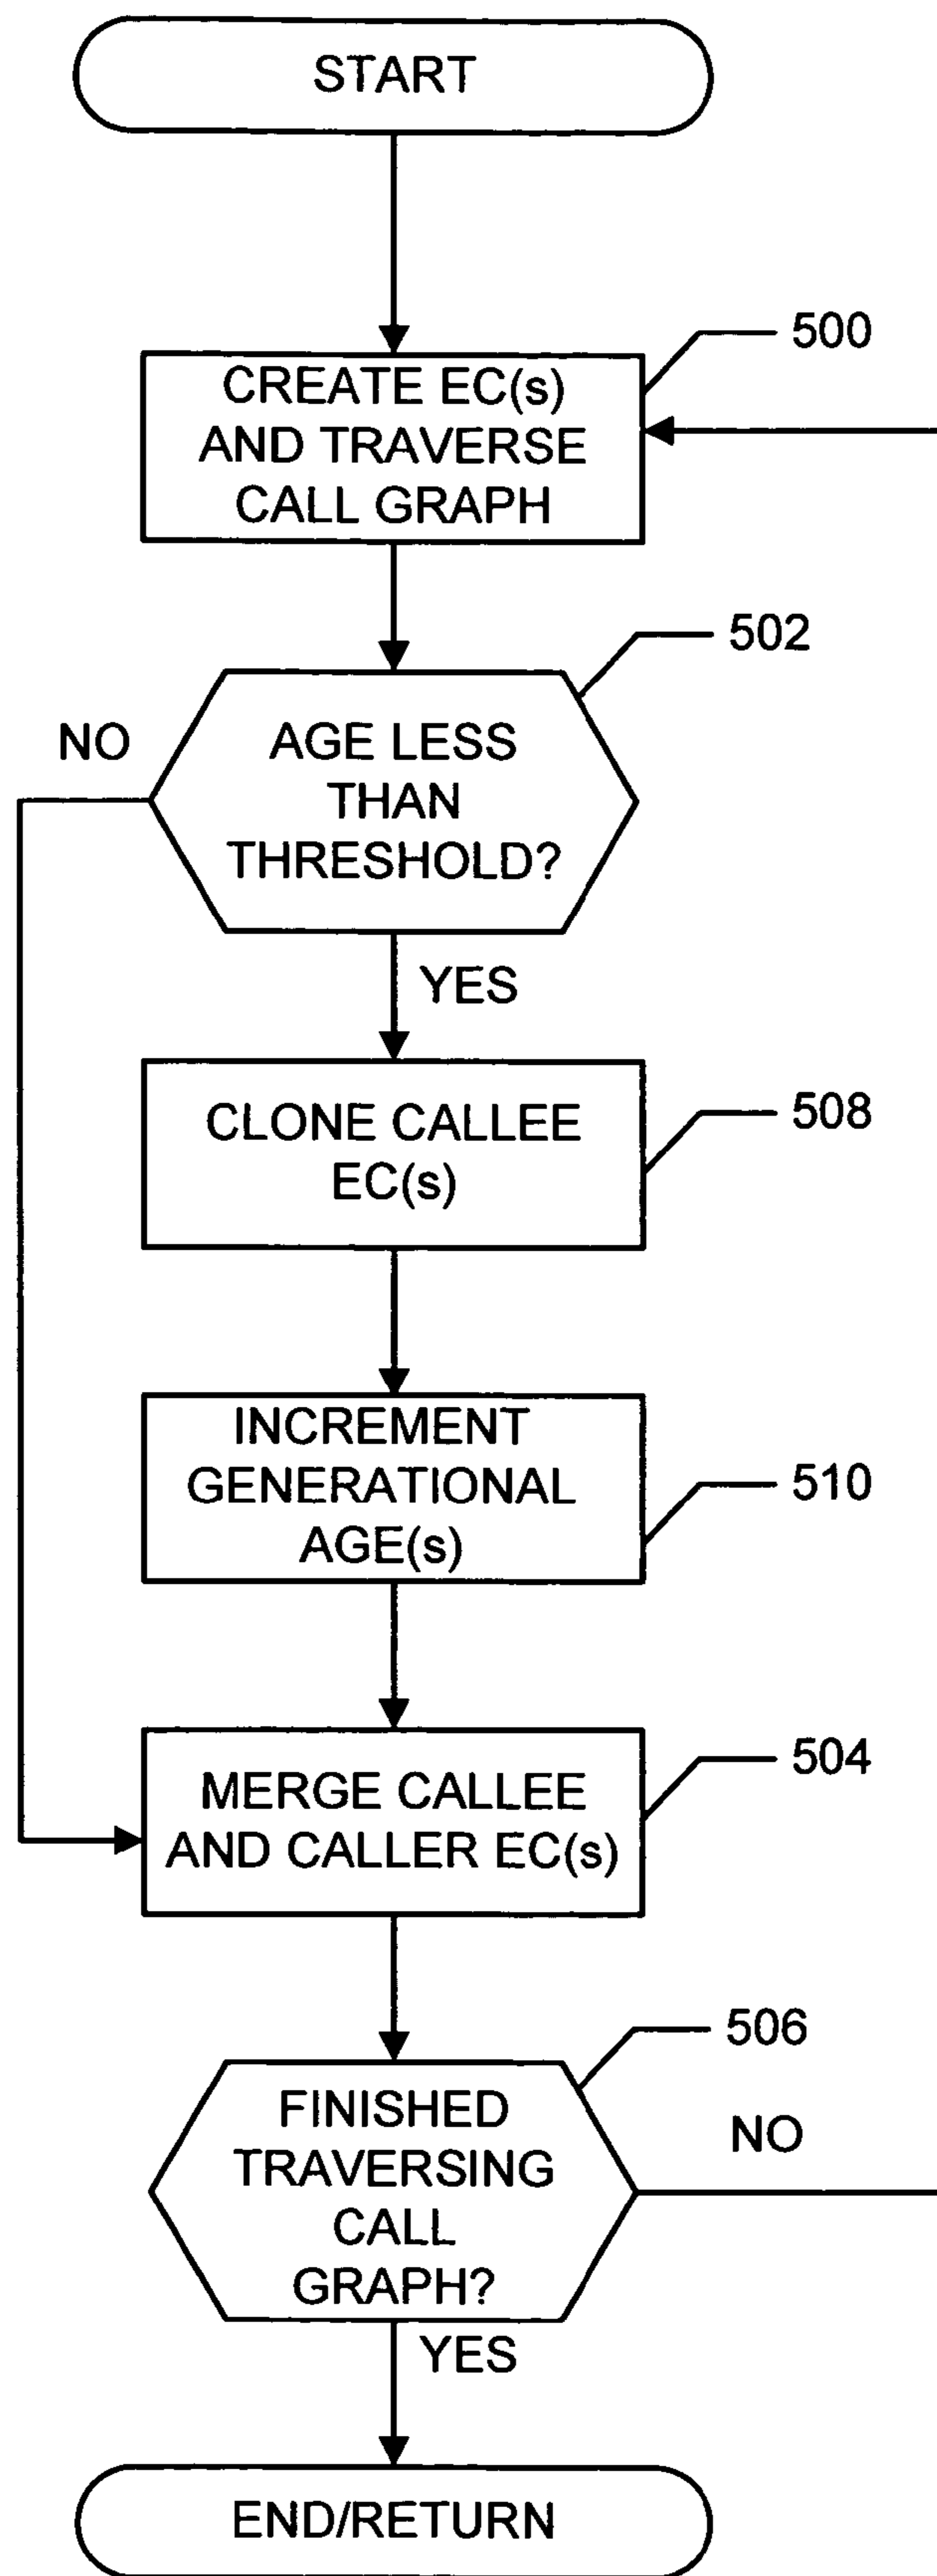 START
500
CREATE EC(s)
AND TRAVERSE
CALL GRAPH
502
NO
AGE LESS
THAN
THRESHOLD?
YES
508
CLONE CALLEE
EC(s)
INCREMENT
GENERATIONAL
AGE(s)
510
504
MERGE CALLEE
AND CALLER EC(s)
506
FINISHED
TRAVERSING
CALL
GRAPH?
NO
YES
END/RETURN